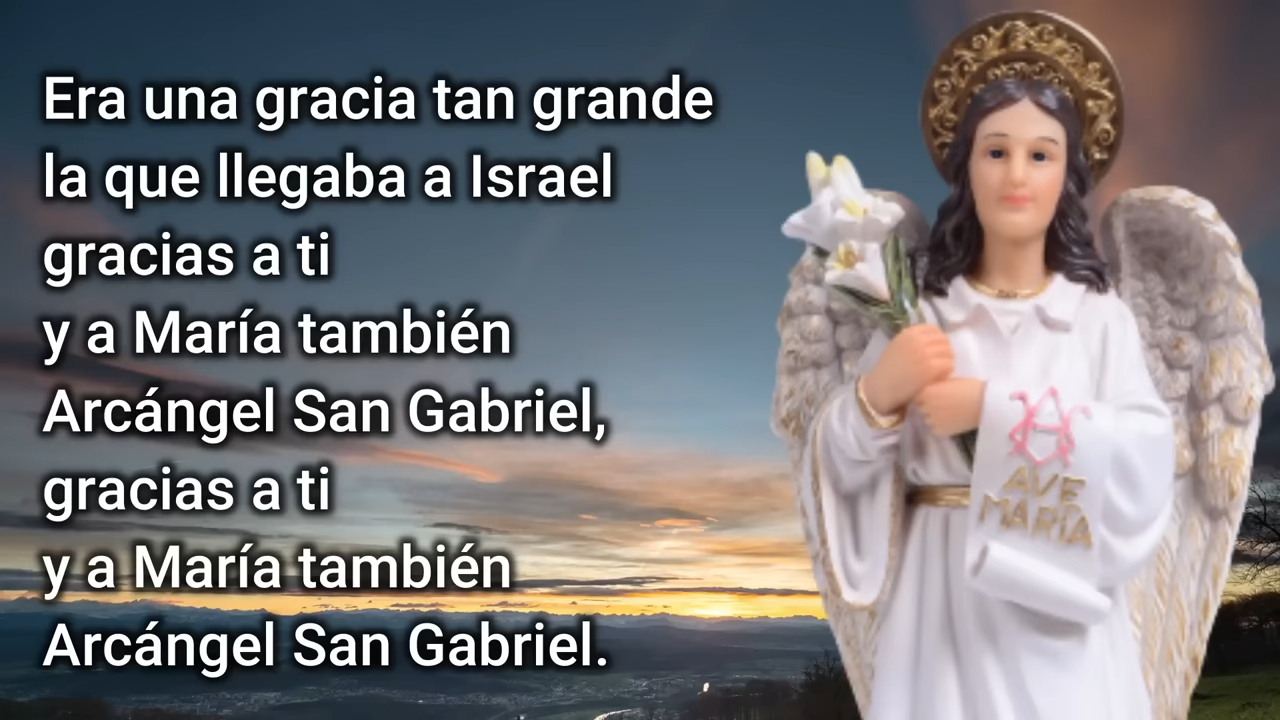 Era una gracia tan grande
la que llegaba a Israel
gracias a ti
y a María también
Arcángel San Gabriel,
gracias a ti
y a María también
Arcángel San Gabriel.
AVE
MARÍA